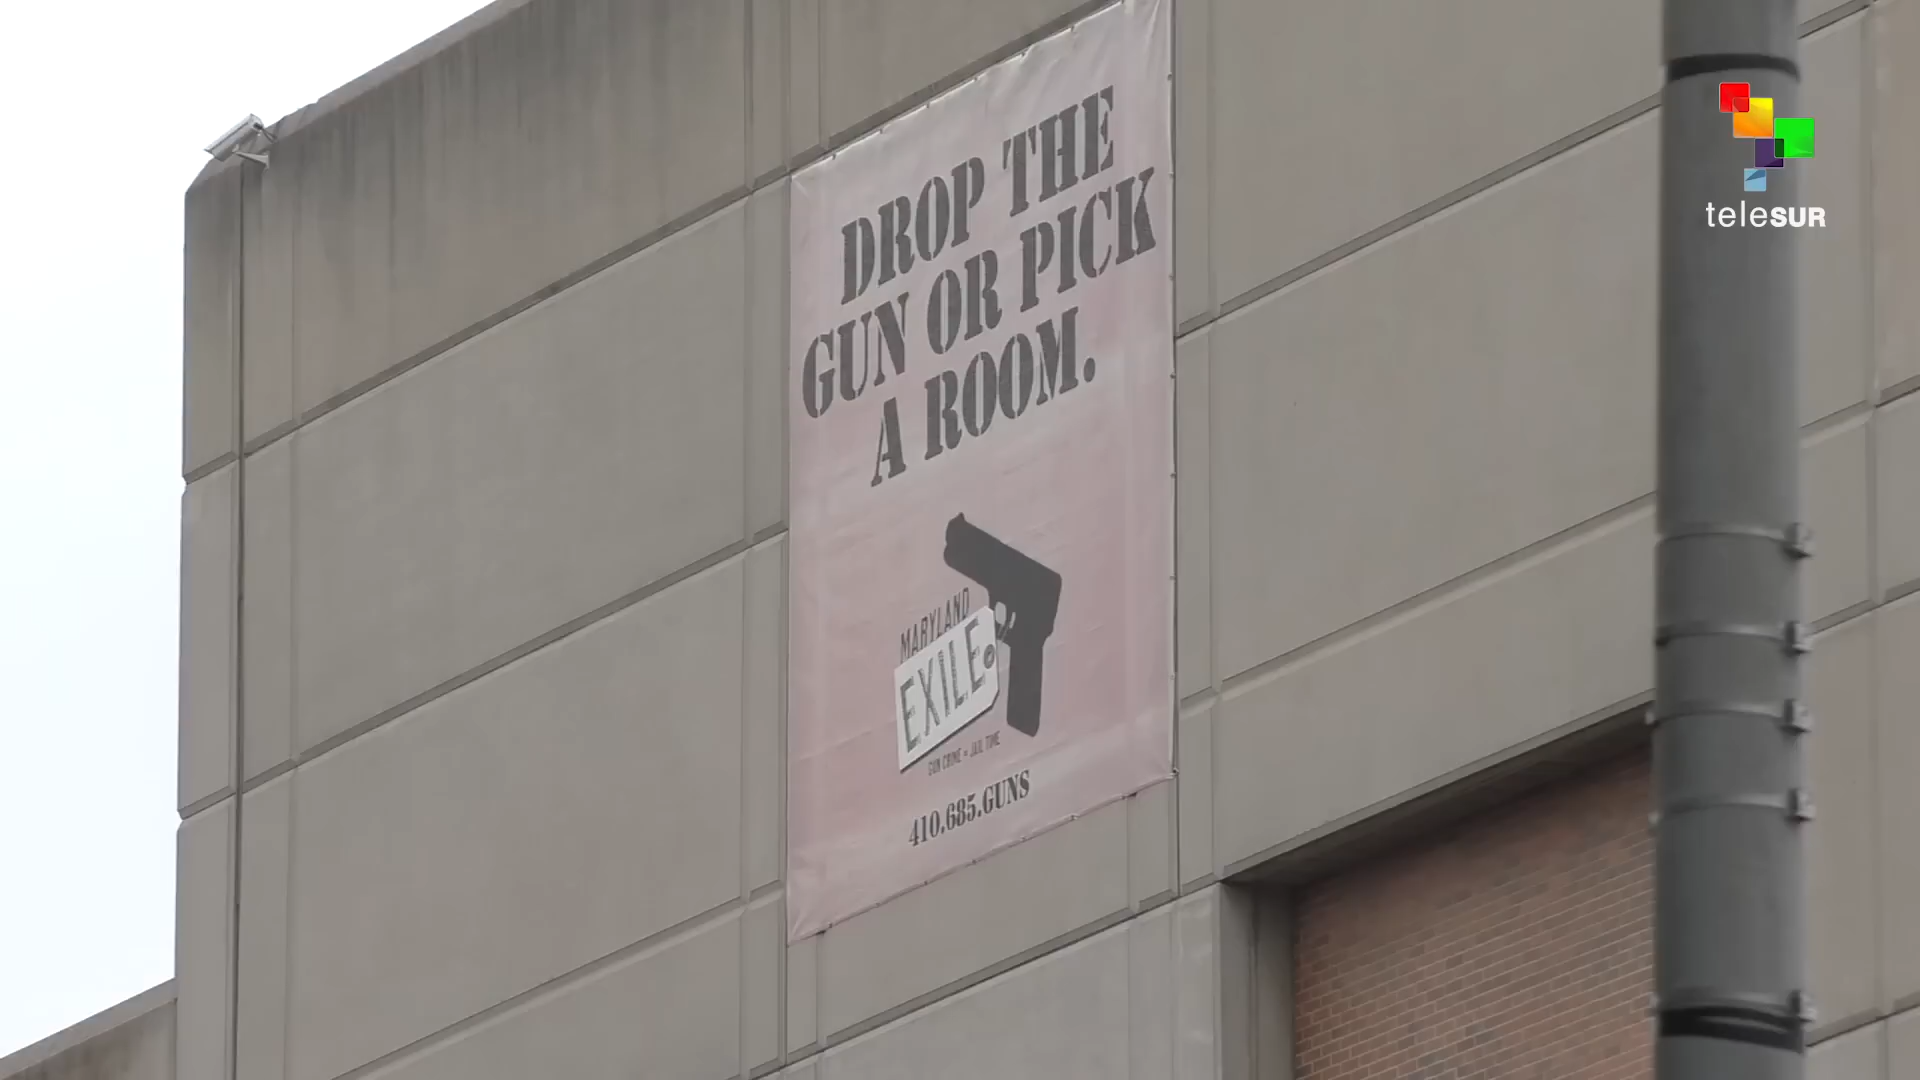 DROP THE
GUN OR PICK
A ROOM.
MARYLAND
EXILE
GUN CRIME = JAIL TIME
410.685.GUNS
teleSUR